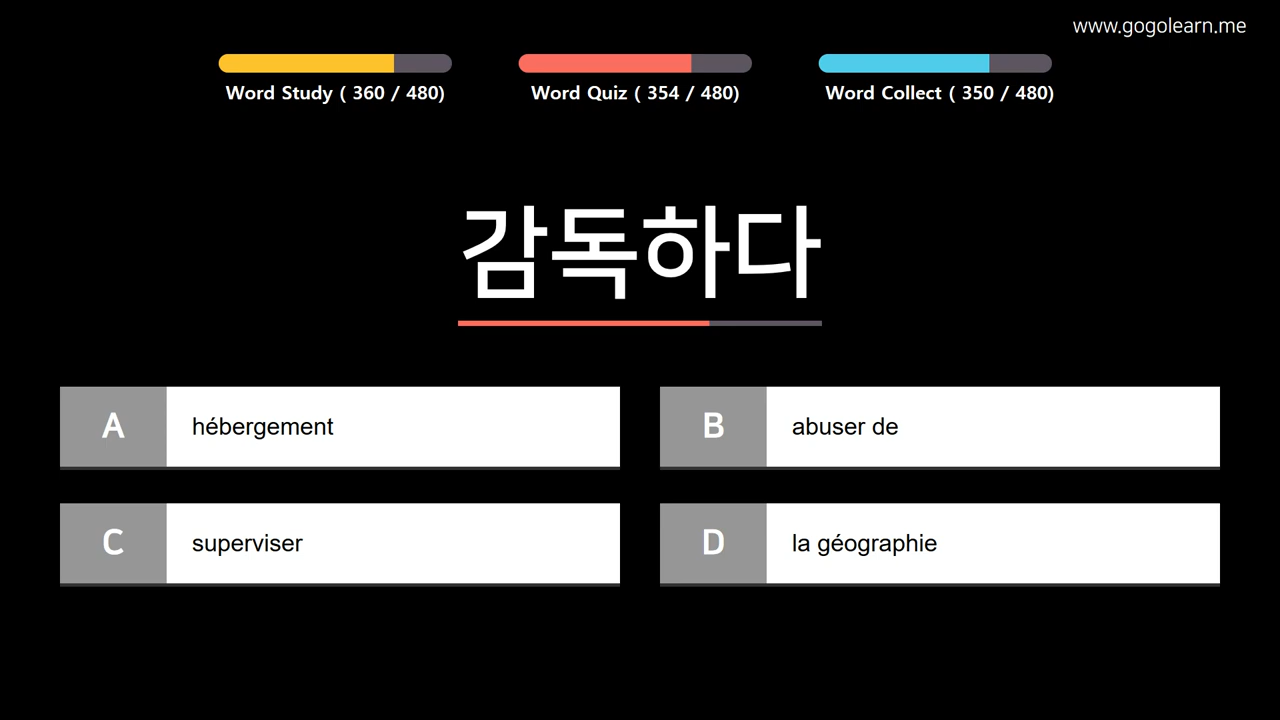 www.gogolearn.me
Word Study ( 360 / 480)
Word Quiz ( 354 / 480)
Word Collect ( 350 / 480)
감독하다
A hébergement
B abuser de
C superviser
D la géographie